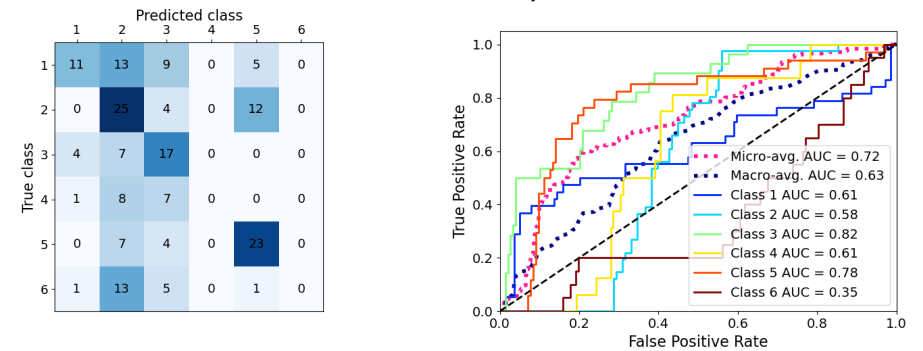 Predicted class
1 2 3 4 5 6
True class
1 11 13 9 0 5 0
2 0 25 4 0 12 0
3 4 7 17 0 0 0
4 1 8 7 0 0 0
5 0 7 4 0 23 0
6 1 13 5 0 1 0
True Positive Rate
1.0
0.8
0.6
0.4
0.2
0.0
0.0 0.2 0.4 0.6 0.8 1.0
False Positive Rate
Micro-avg. AUC = 0.72
Macro-avg. AUC = 0.63
Class 1 AUC = 0.61
Class 2 AUC = 0.58
Class 3 AUC = 0.82
Class 4 AUC = 0.61
Class 5 AUC = 0.78
Class 6 AUC = 0.35